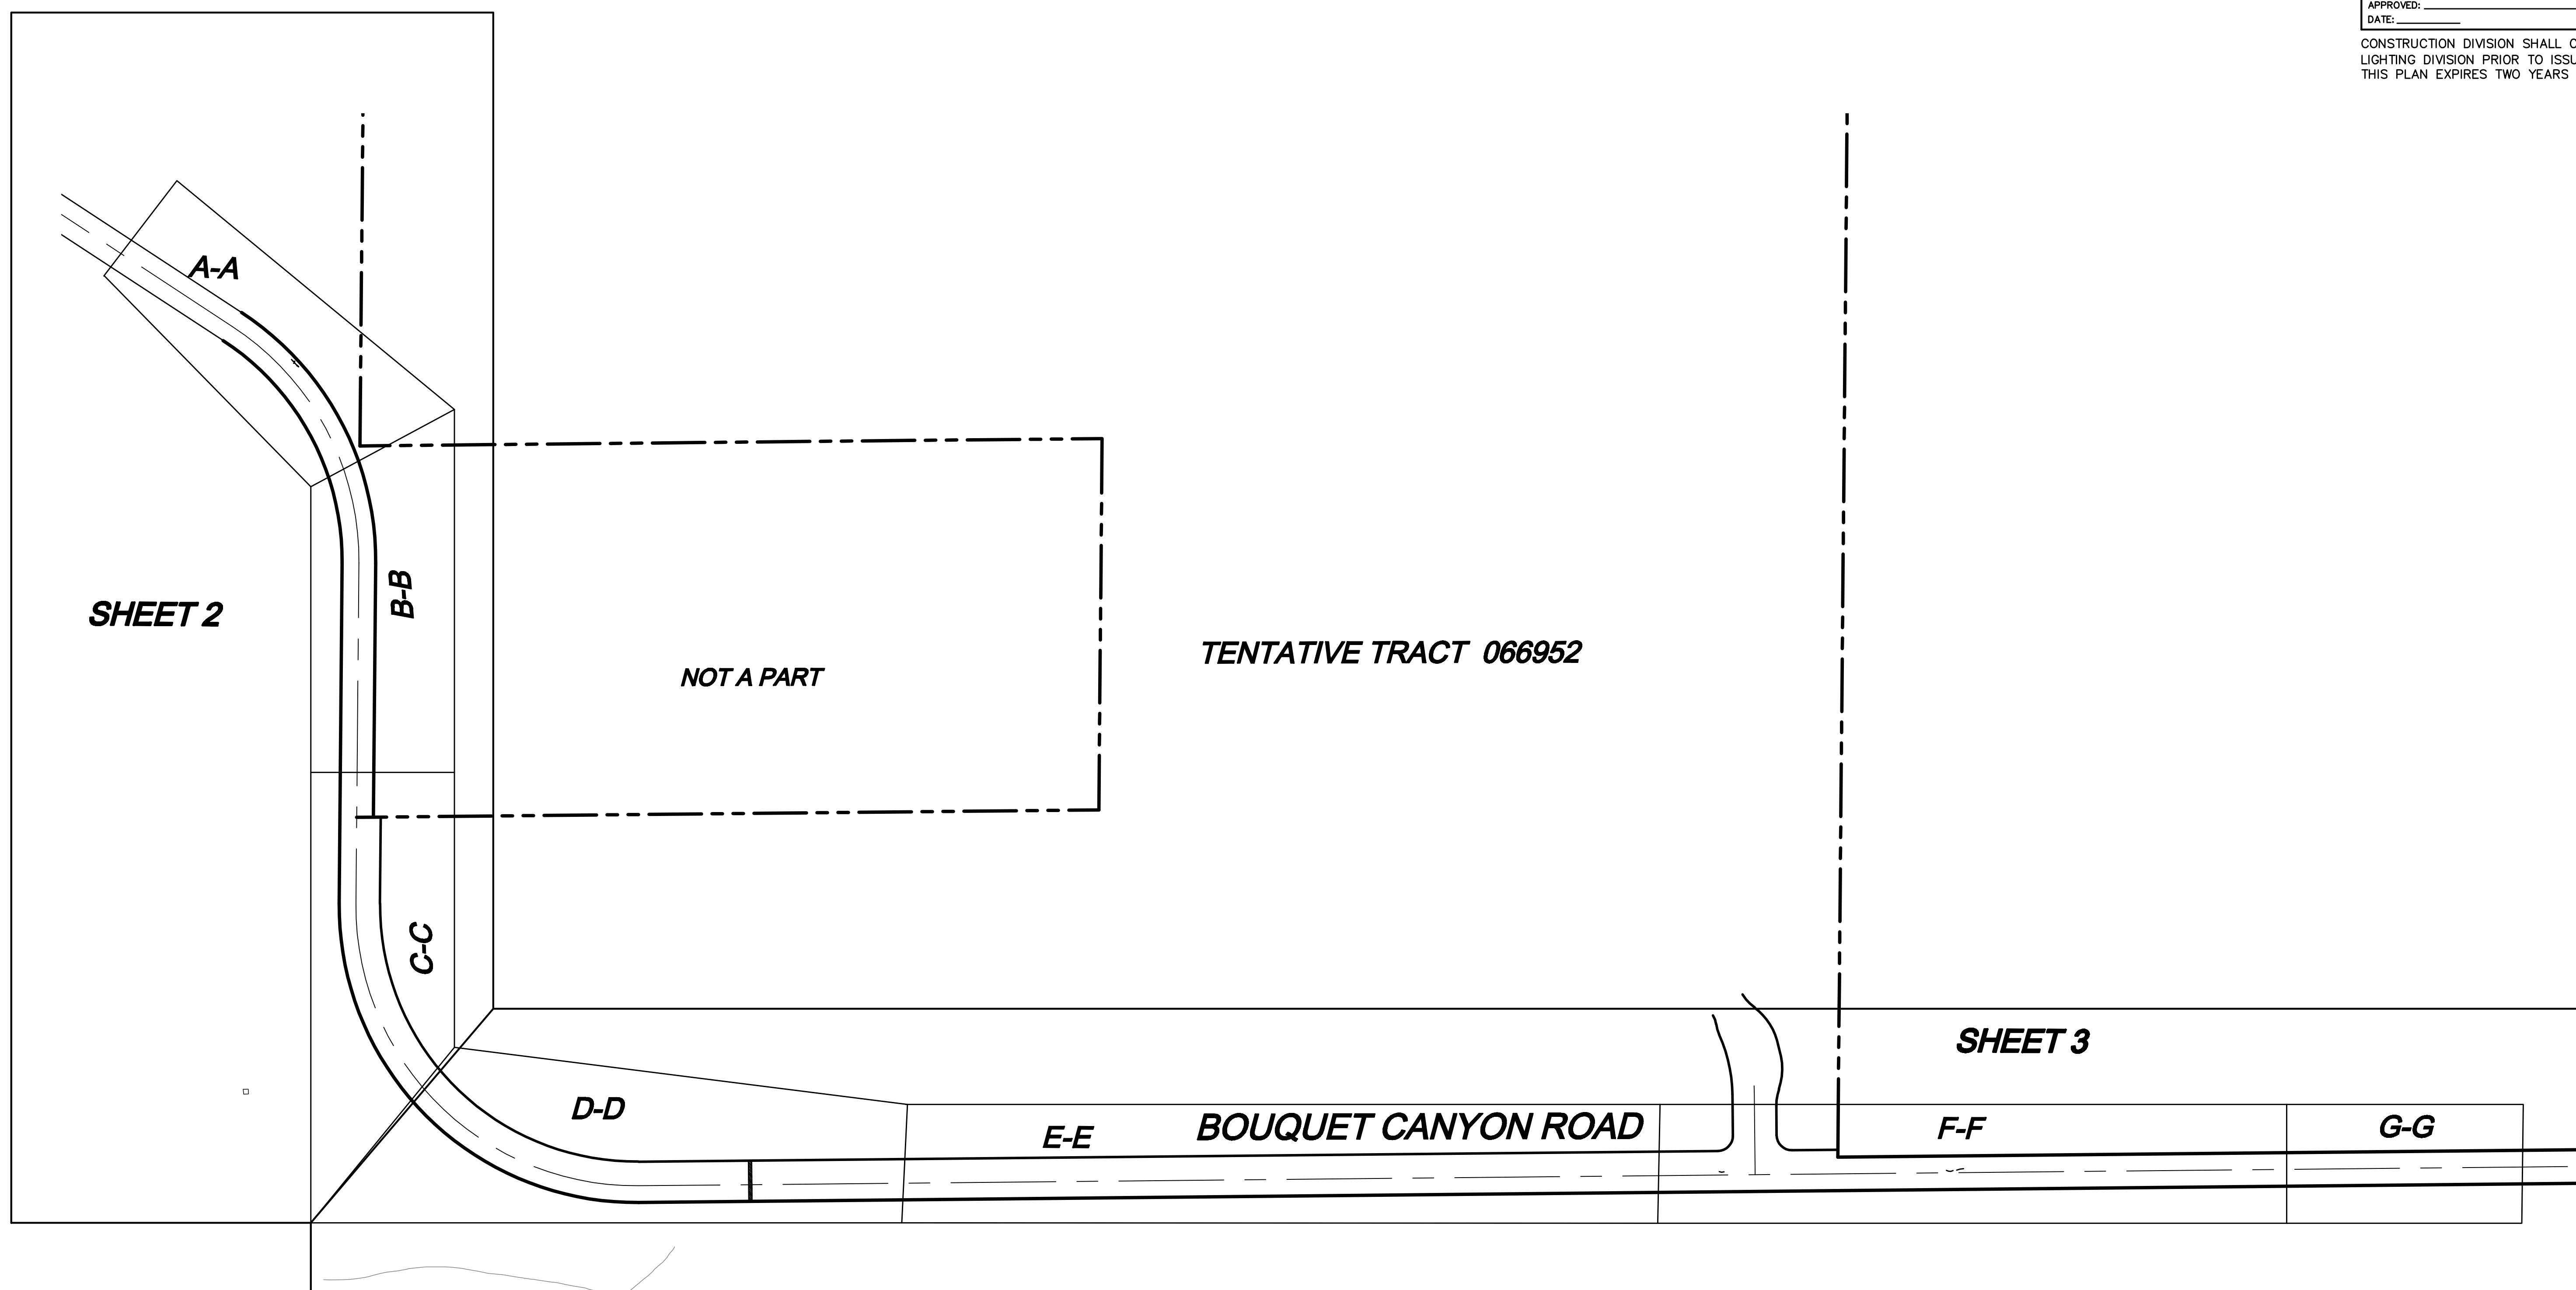 APPROVED:
DATE:
CONSTRUCTION DIVISION SHALL
LIGHTING DIVISION PRIOR TO
THIS PLAN EXPIRES TWO YEARS
A-A
B-B
SHEET 2
TENTATIVE TRACT 066952
NOT A PART
C-C
SHEET 3
D-D
E-E
BOUQUET CANYON ROAD
F-F
G-G